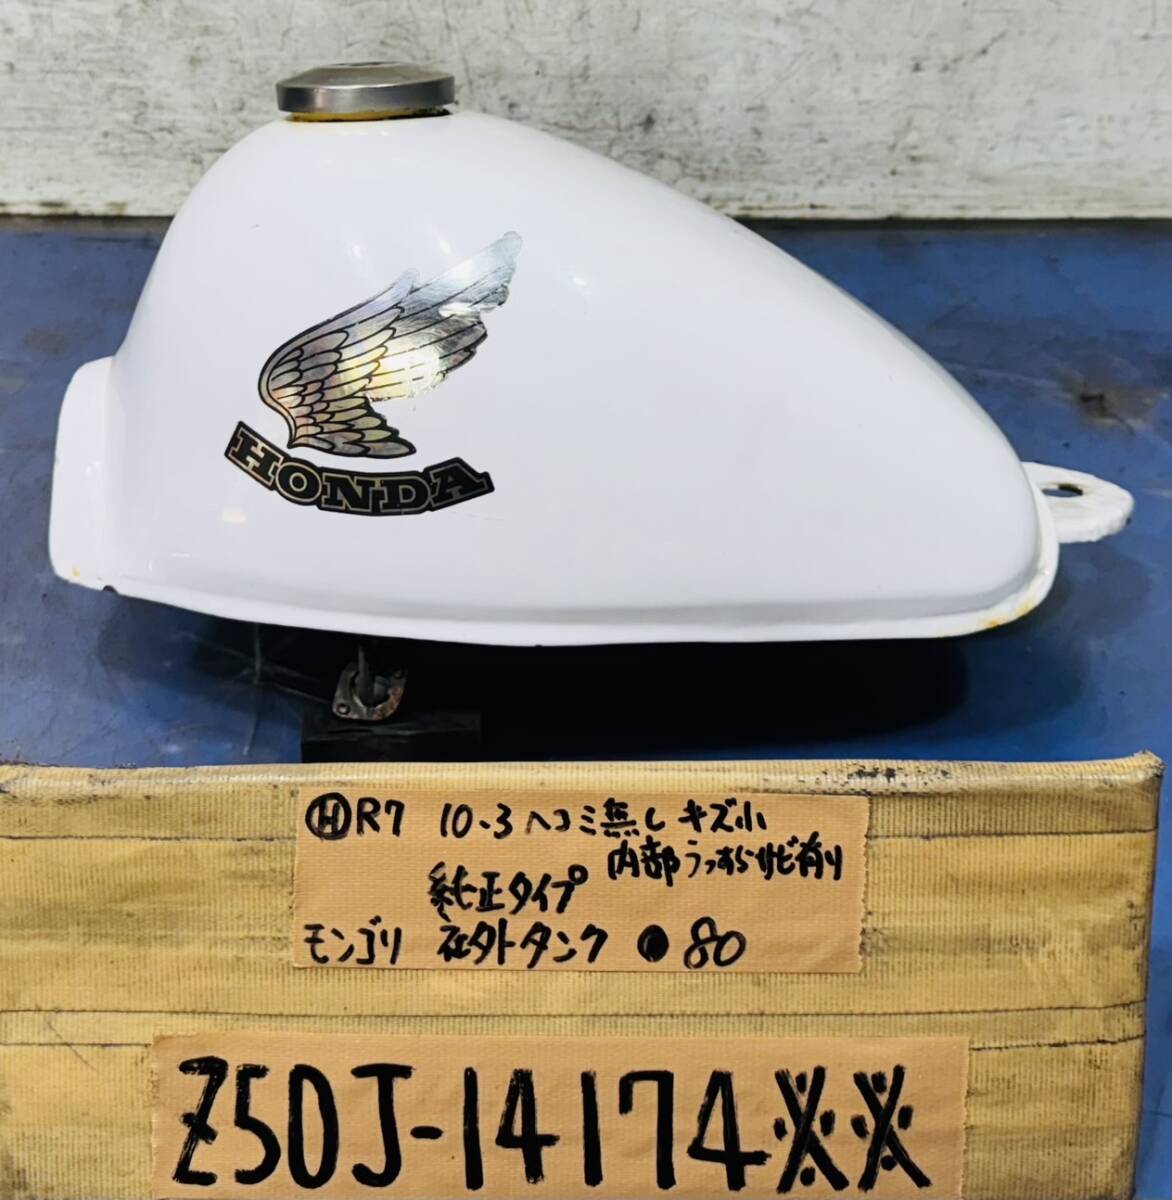 HONDA
ⒽR7 10.3 ヘコミ無し キズ小
内部うっすらサビ有り
純正タイプ
モンゴリ 社外タンク ●80
Z50J-14174※※